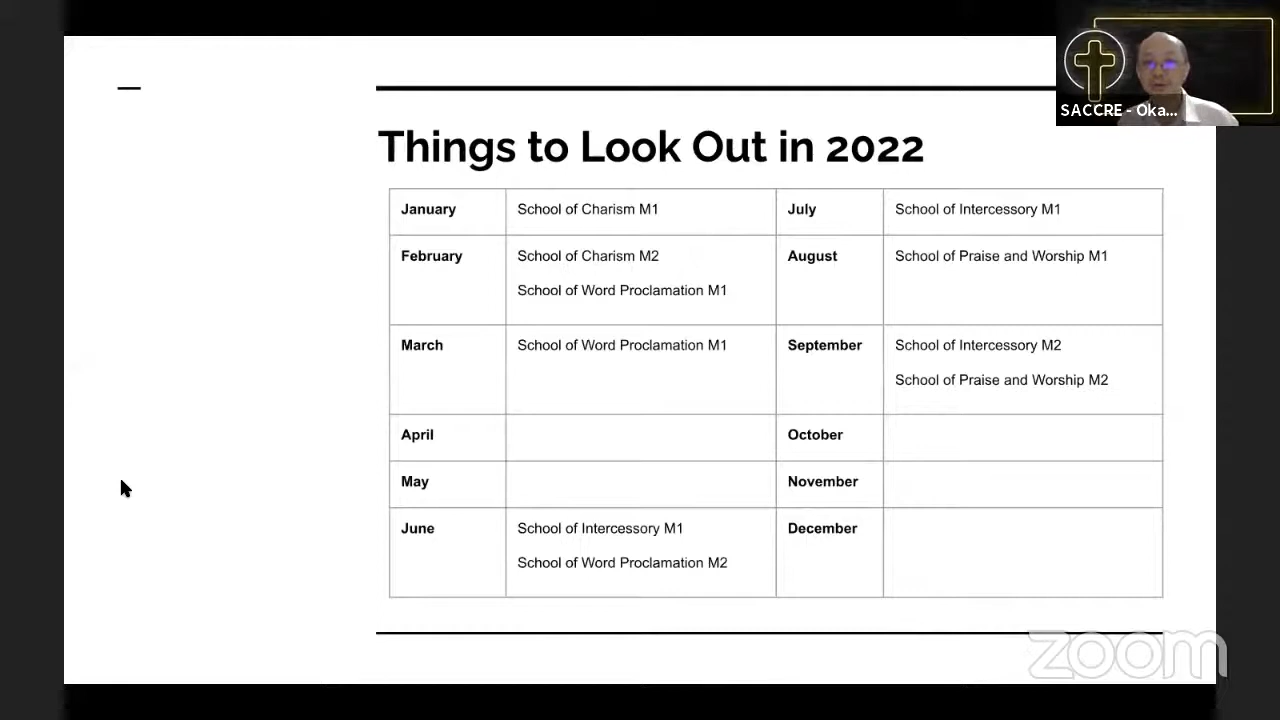 SACCRE - Oka...
Things to Look Out in 2022
January School of Charism M1 July School of Intercessory M1
February School of Charism M2 August School of Praise and Worship M1
School of Word Proclamation M1
March School of Word Proclamation M1 September School of Intercessory M2
School of Praise and Worship M2
April October
May November
June School of Intercessory M1 December
School of Word Proclamation M2
zoom